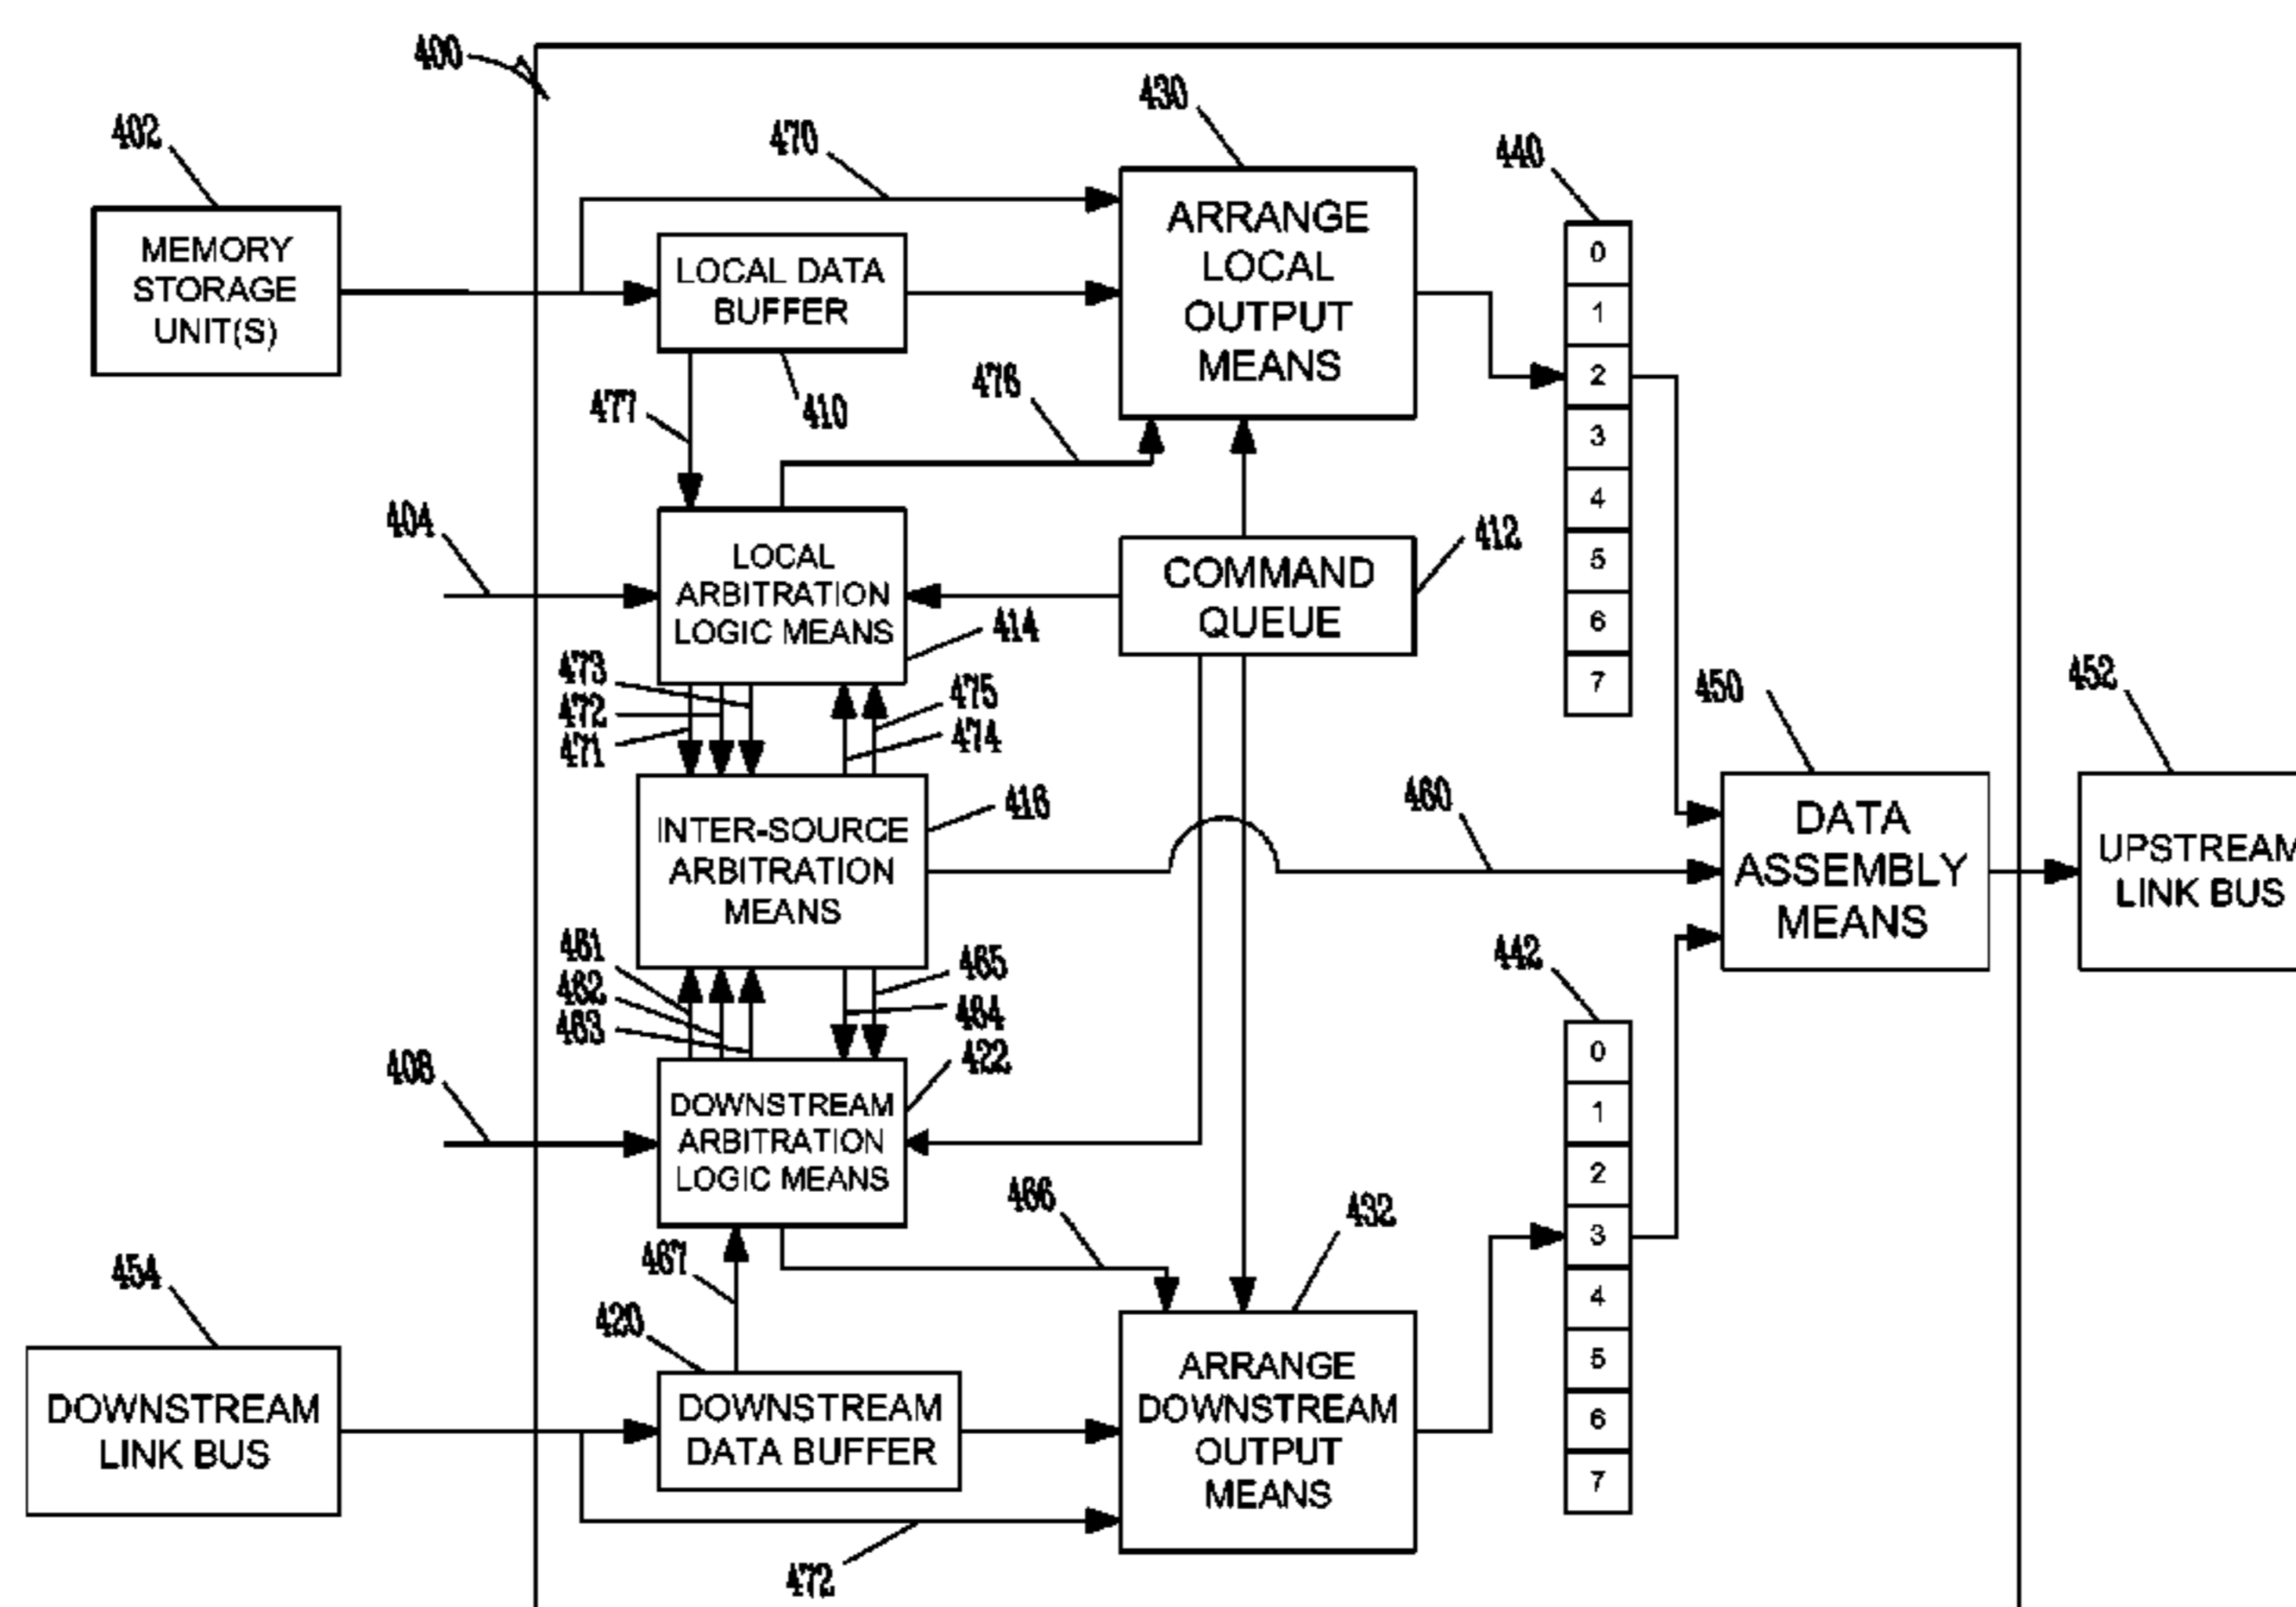 400
402
470
430
440
MEMORY
STORAGE
UNIT(S)
LOCAL DATA
BUFFER
ARRANGE
LOCAL
OUTPUT
MEANS
0
1
2
3
4
5
6
7
477
410
476
404
LOCAL
ARBITRATION
LOGIC MEANS
COMMAND
QUEUE
412
414
473
472
471
475
474
450
452
INTER-SOURCE
ARBITRATION
MEANS
416
460
DATA
ASSEMBLY
MEANS
UPSTREAM
LINK BUS
461
462
463
465
464
422
442
408
DOWNSTREAM
ARBITRATION
LOGIC MEANS
0
1
2
3
4
5
6
7
466
432
467
454
420
DOWNSTREAM
LINK BUS
DOWNSTREAM
DATA BUFFER
ARRANGE
DOWNSTREAM
OUTPUT
MEANS
472